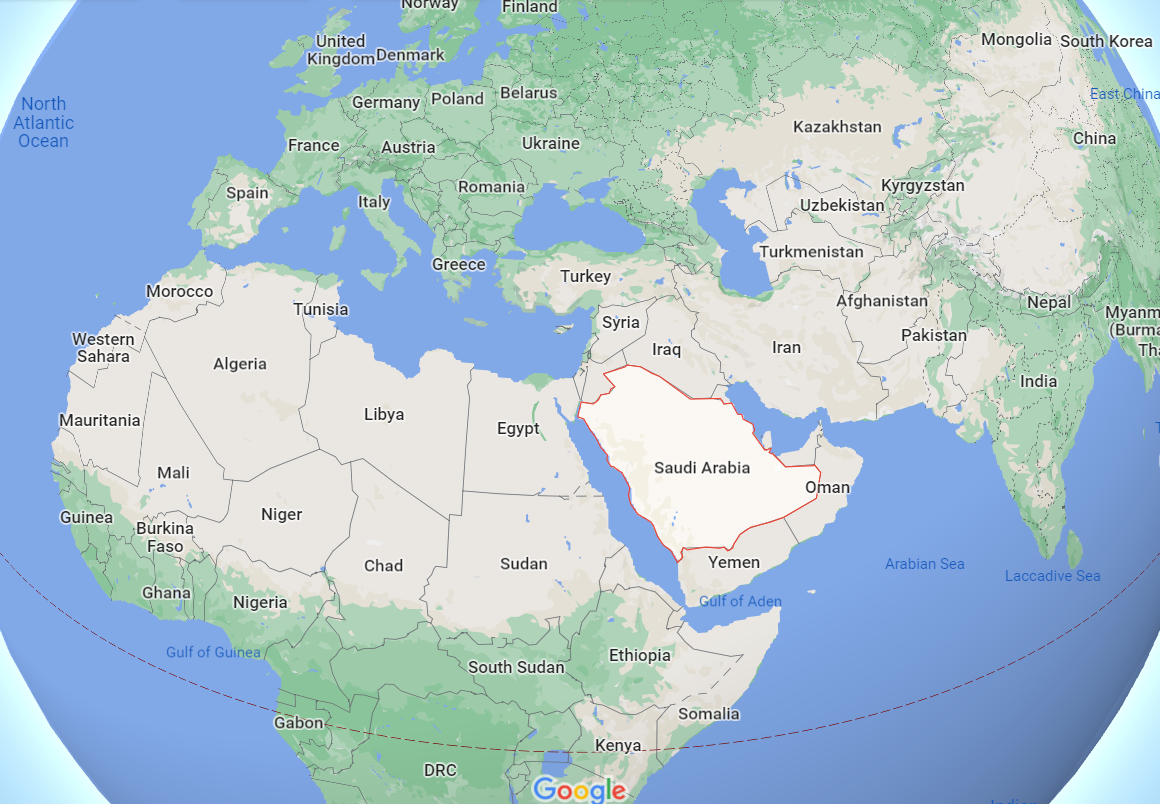 Norway
Finland
United
Kingdom
Denmark
Mongolia
South Korea
North
Atlantic
Ocean
Germany
Poland
Belarus
East China
Kazakhstan
China
France
Austria
Ukraine
Spain
Italy
Romania
Kyrgyzstan
Uzbekistan
Greece
Turkmenistan
Turkey
Morocco
Tunisia
Afghanistan
Nepal
Myanm
(Burma
Tha
Western
Sahara
Syria
Iraq
Iran
Pakistan
Algeria
India
Mauritania
Libya
Egypt
Mali
Saudi Arabia
Oman
Guinea
Burkina
Faso
Niger
Chad
Sudan
Yemen
Arabian Sea
Laccadive Sea
Ghana
Nigeria
Gulf of Aden
Gulf of Guinea
South Sudan
Ethiopia
Gabon
Somalia
Kenya
DRC
Google